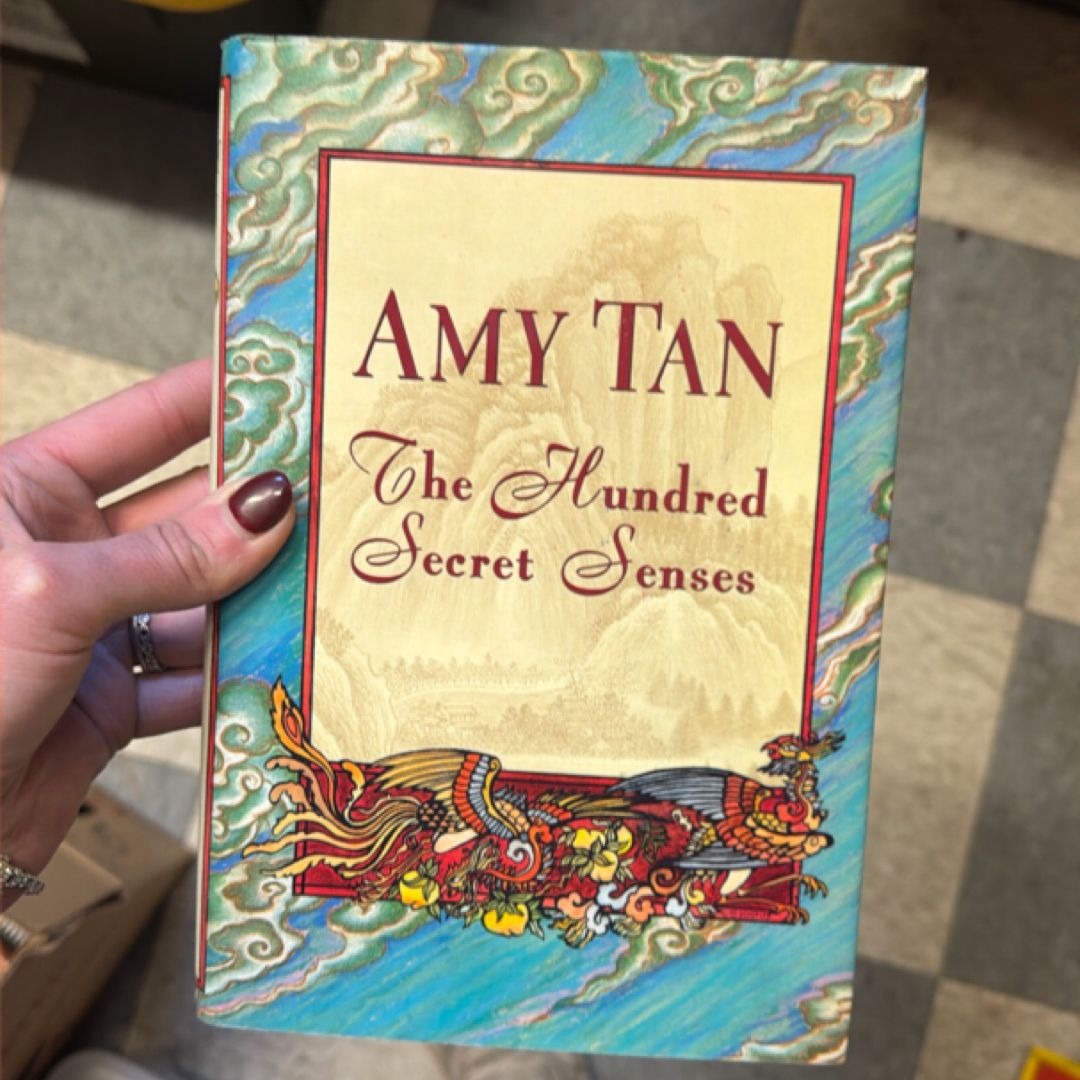 AMY TAN
The Hundred
Secret Senses